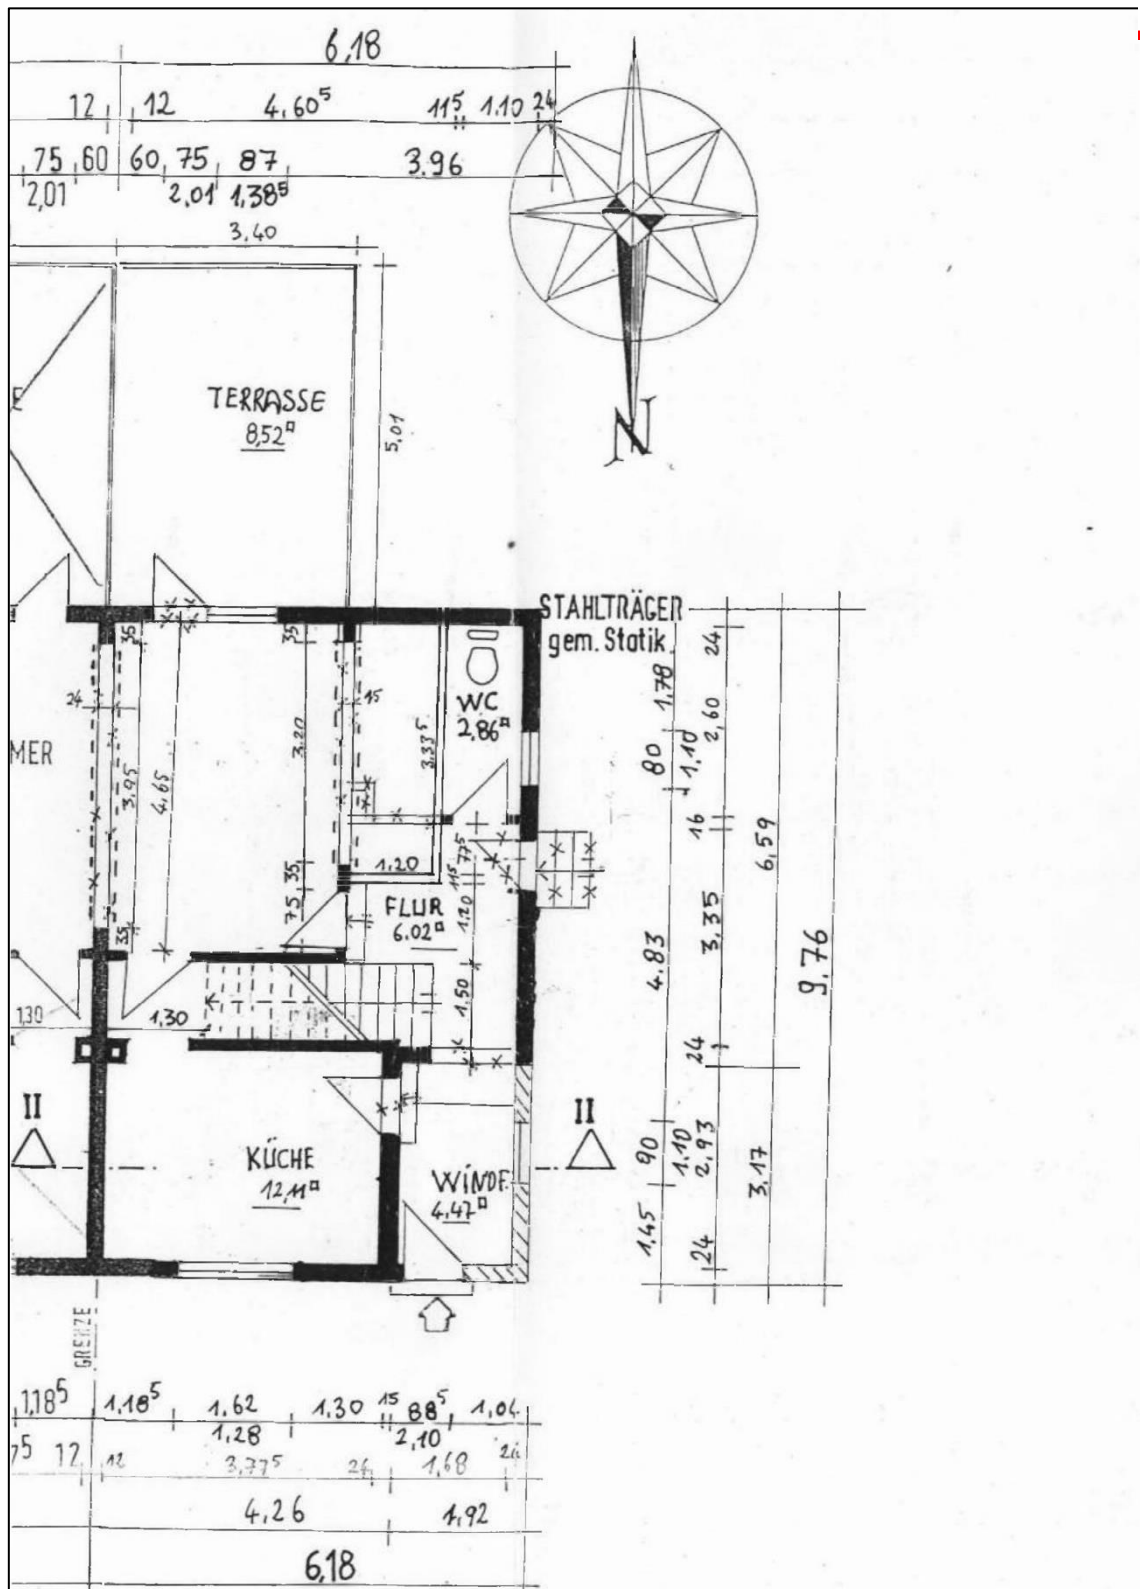 6,18
12 12 4,60⁵ 11⁵ 1.10 24
75 60 60 75 87 3.96
2,01 2,01 1,38⁵
3,40
E
TERRASSE
8,52
5,01
N
STAHLTRÄGER
gem. Statik
35 35
24 15
WC
2,86
MER
3,20 3,33⁵
3,95 4,65
1,78 24
2,60
80 1,10
16
6,59
1,20
35 75 11⁵ 77⁵
FLUR
6.02
1,20
35
3,35
4.83
9,76
1,50
130 1,30
24
II II
KÜCHE
WINDF.
4,47
90 1,10 2,93
3,17
1,45 24
GRENZE
1,18⁵ 1,18⁵ 1,62 1,30 15 88⁵ 1,04
1,28 2,10
7⁵ 12 12 3,77⁵ 24 1,68 24
4,26 1,92
6,18